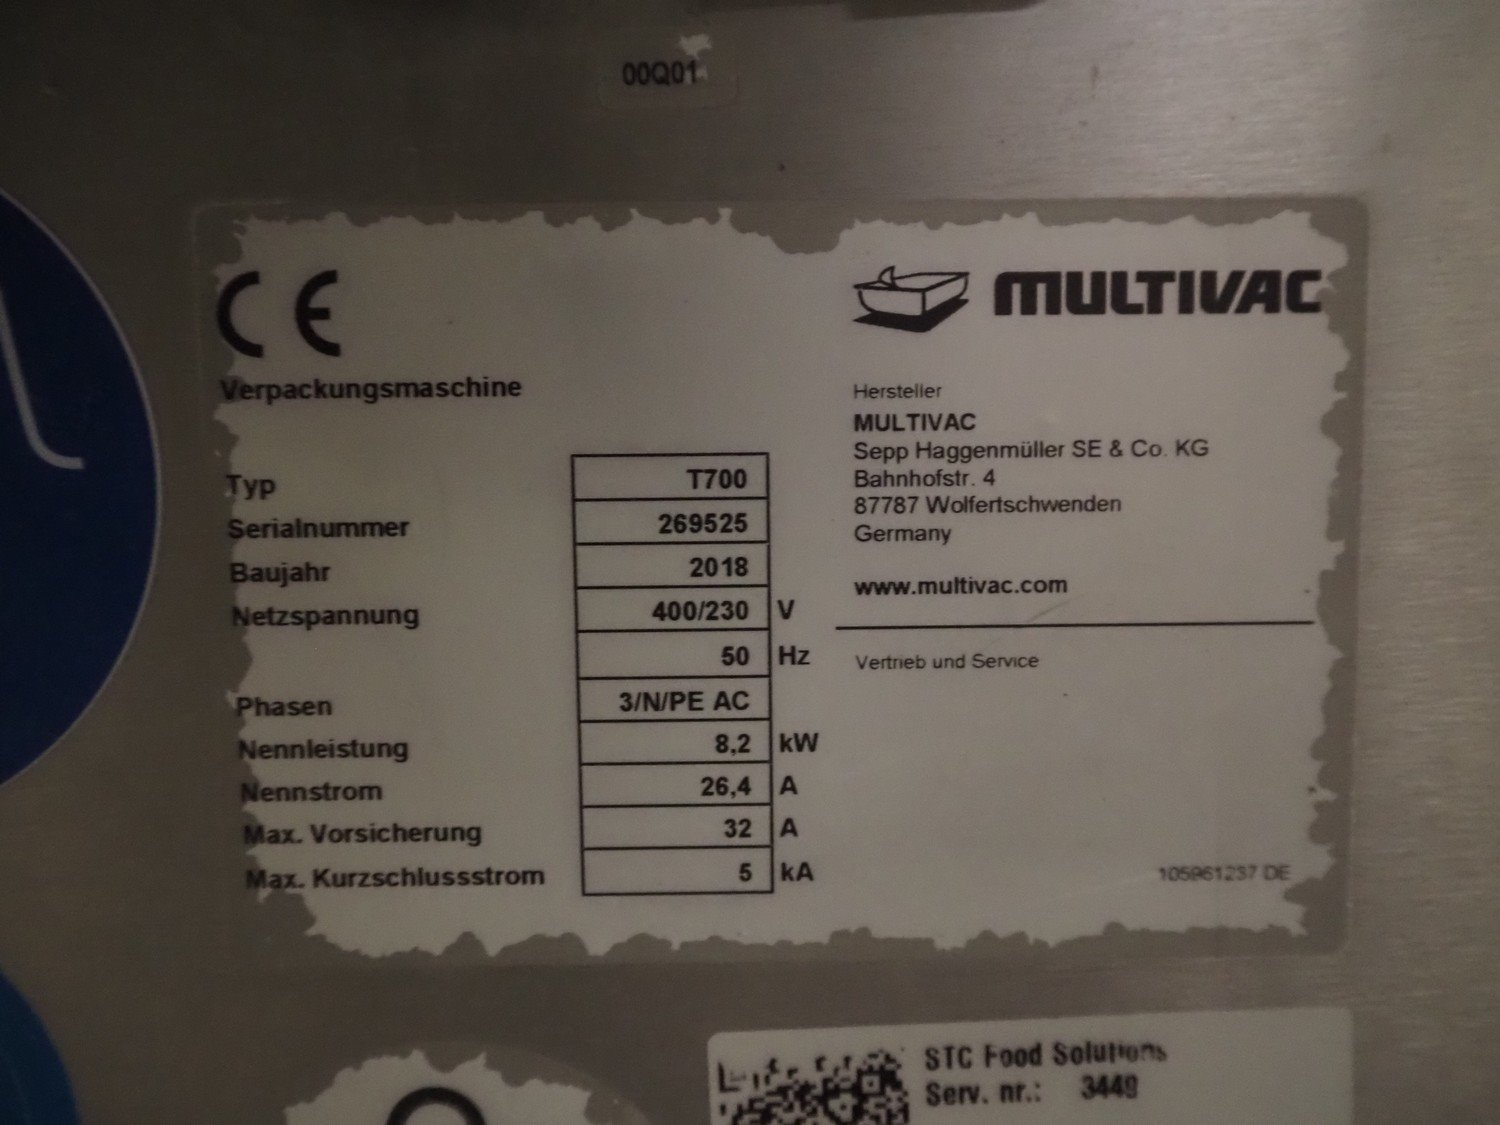 00Q01
CE
MULTIVAC
Verpackungsmaschine
Typ T700
Serialnummer 269525
Baujahr 2018
Netzspannung 400/230 V
50 Hz
Phasen 3/N/PE AC
Nennleistung 8,2 kW
Nennstrom 26,4 A
Max. Vorsicherung 32 A
Max. Kurzschlussstrom 5 kA
Hersteller
MULTIVAC
Sepp Haggenmüller SE & Co. KG
Bahnhofstr. 4
87787 Wolfertschwenden
Germany
www.multivac.com
Vertrieb und Service
105961237 DE
STC Food Solutions
Serv. nr.: 3449